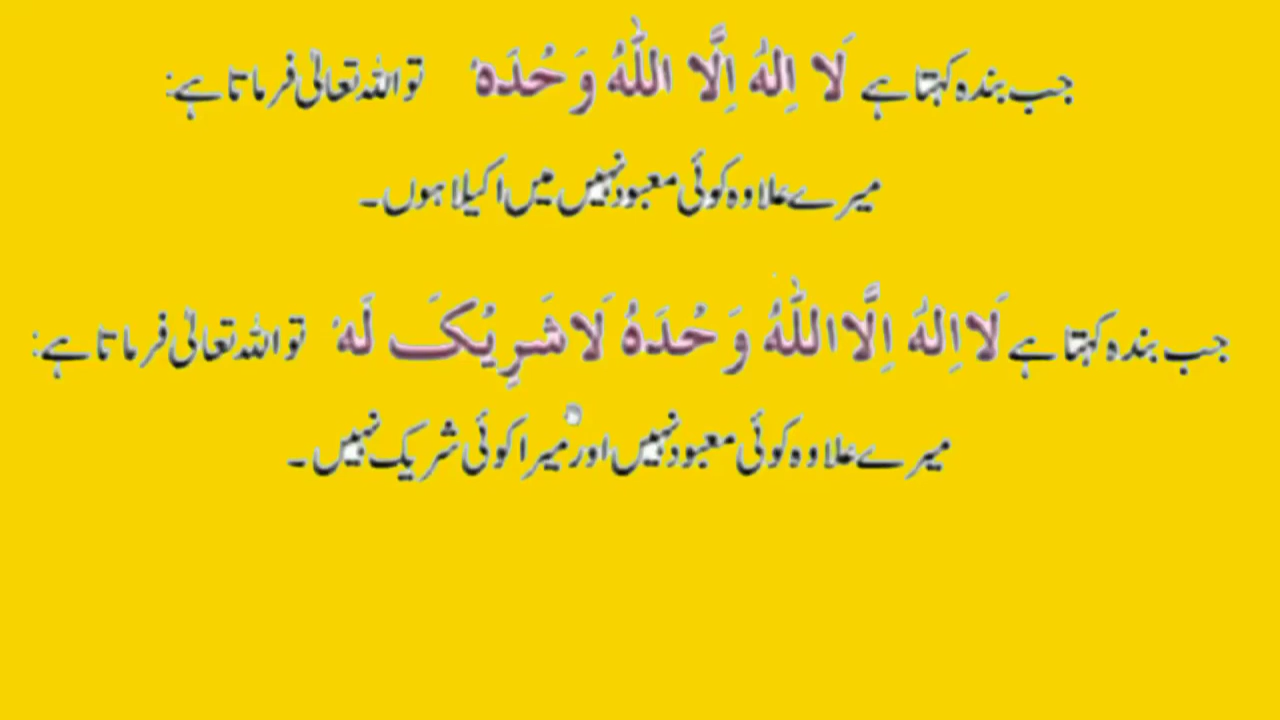 جب بندہ کہتا ہے لَا اِلٰہَ اِلَّا اللّٰہُ وَحْدَہٗ تو اللہ تعالیٰ فرماتا ہے:
میرے علاوہ کوئی معبود نہیں میں اکیلا ہوں۔
جب بندہ کہتا ہے لَا اِلٰہَ اِلَّا اللّٰہُ وَحْدَہُ لَا شَرِیْکَ لَہٗ تو اللہ تعالیٰ فرماتا ہے:
میرے علاوہ کوئی معبود نہیں اور میرا کوئی شریک نہیں۔